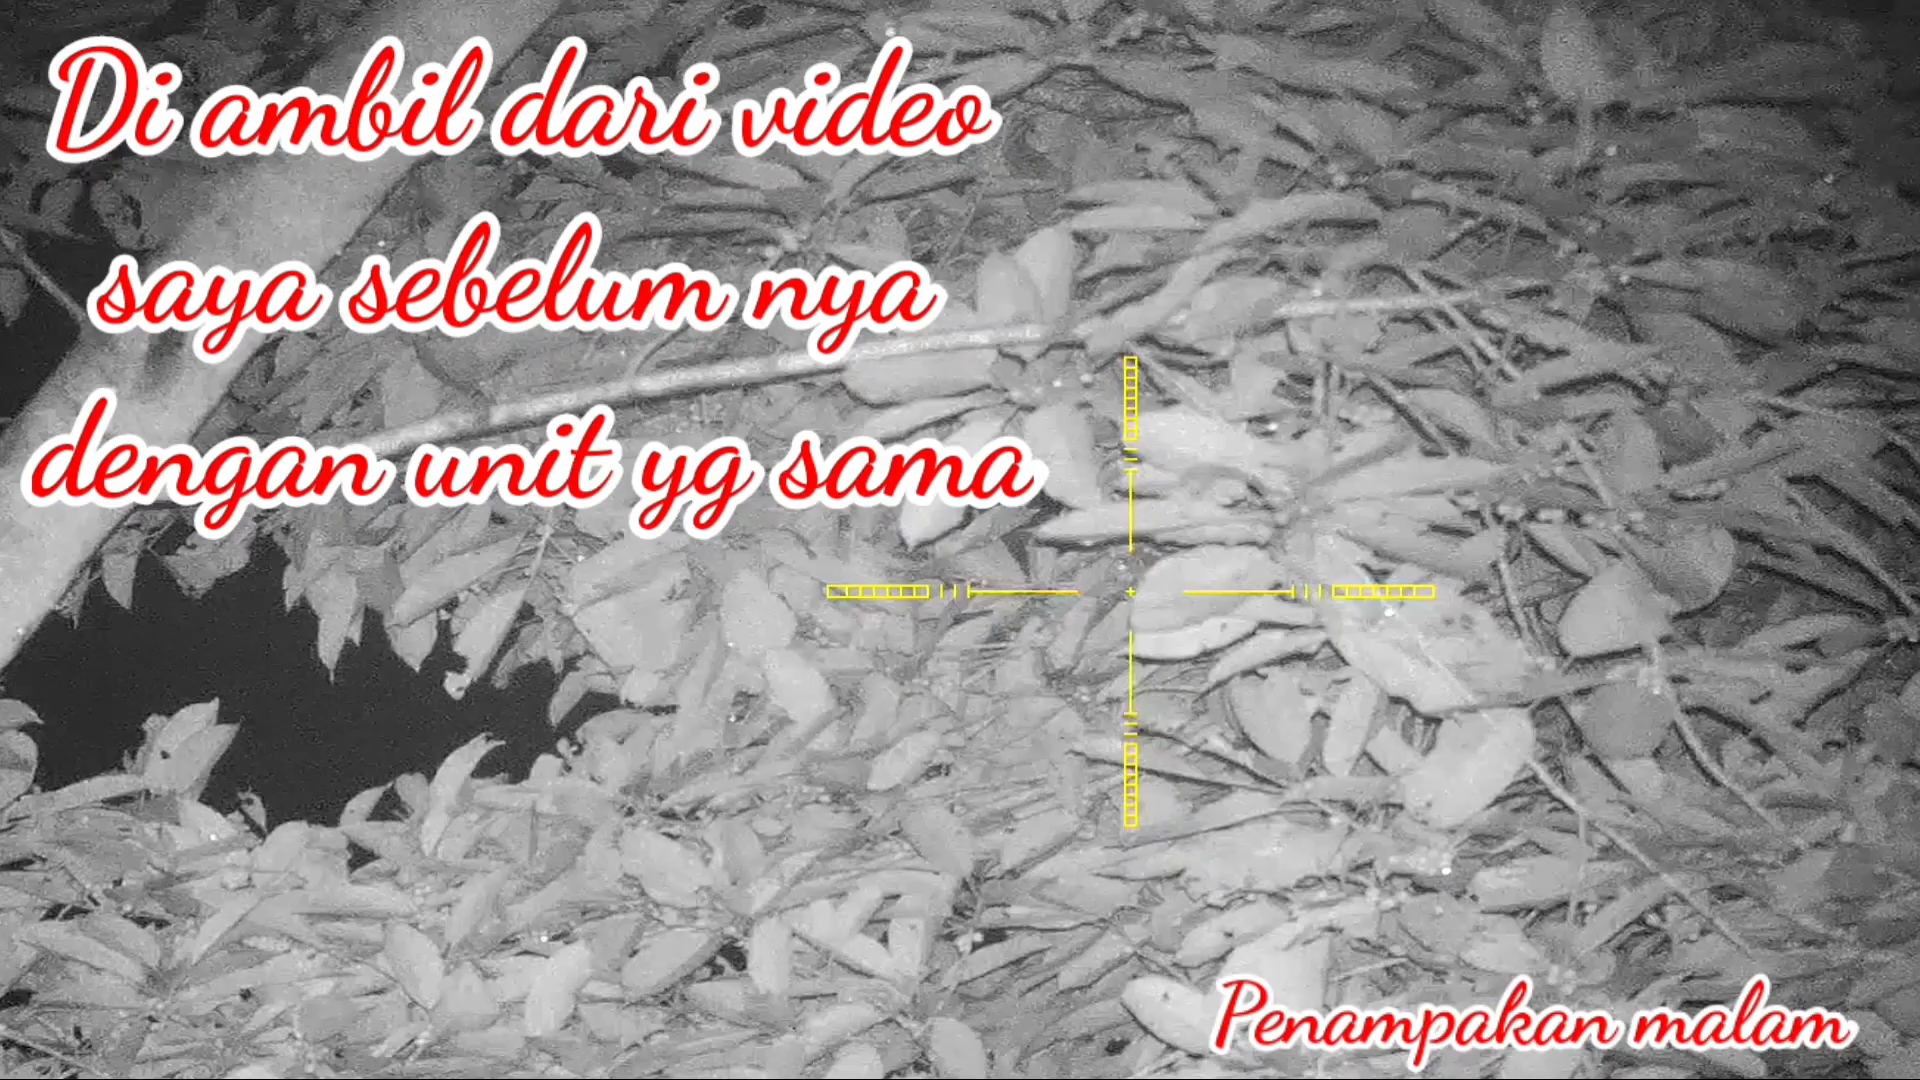 Di ambil dari video
saya sebelum nya
dengan unit yg sama
Penampakan malam